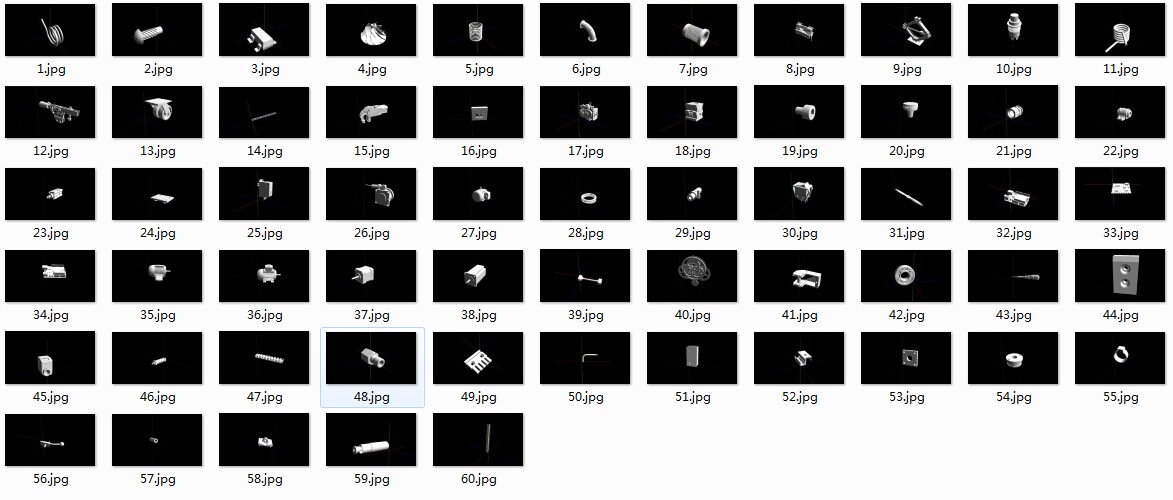 1.jpg 2.jpg 3.jpg 4.jpg 5.jpg 6.jpg 7.jpg 8.jpg 9.jpg 10.jpg 11.jpg
12.jpg 13.jpg 14.jpg 15.jpg 16.jpg 17.jpg 18.jpg 19.jpg 20.jpg 21.jpg 22.jpg
23.jpg 24.jpg 25.jpg 26.jpg 27.jpg 28.jpg 29.jpg 30.jpg 31.jpg 32.jpg 33.jpg
34.jpg 35.jpg 36.jpg 37.jpg 38.jpg 39.jpg 40.jpg 41.jpg 42.jpg 43.jpg 44.jpg
45.jpg 46.jpg 47.jpg 48.jpg 49.jpg 50.jpg 51.jpg 52.jpg 53.jpg 54.jpg 55.jpg
56.jpg 57.jpg 58.jpg 59.jpg 60.jpg